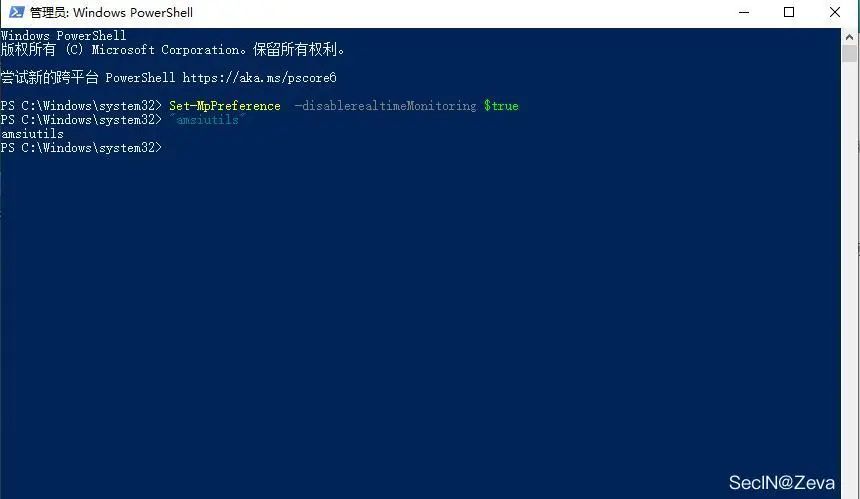 管理员: Windows PowerShell
Windows PowerShell
版权所有 (C) Microsoft Corporation。保留所有权利。
尝试新的跨平台 PowerShell https://aka.ms/pscore6
PS C:\Windows\system32> Set-MpPreference  -disablerealtimeMonitoring $true
PS C:\Windows\system32> "amsiutils"
amsiutils
PS C:\Windows\system32>
SecIN@Zeva